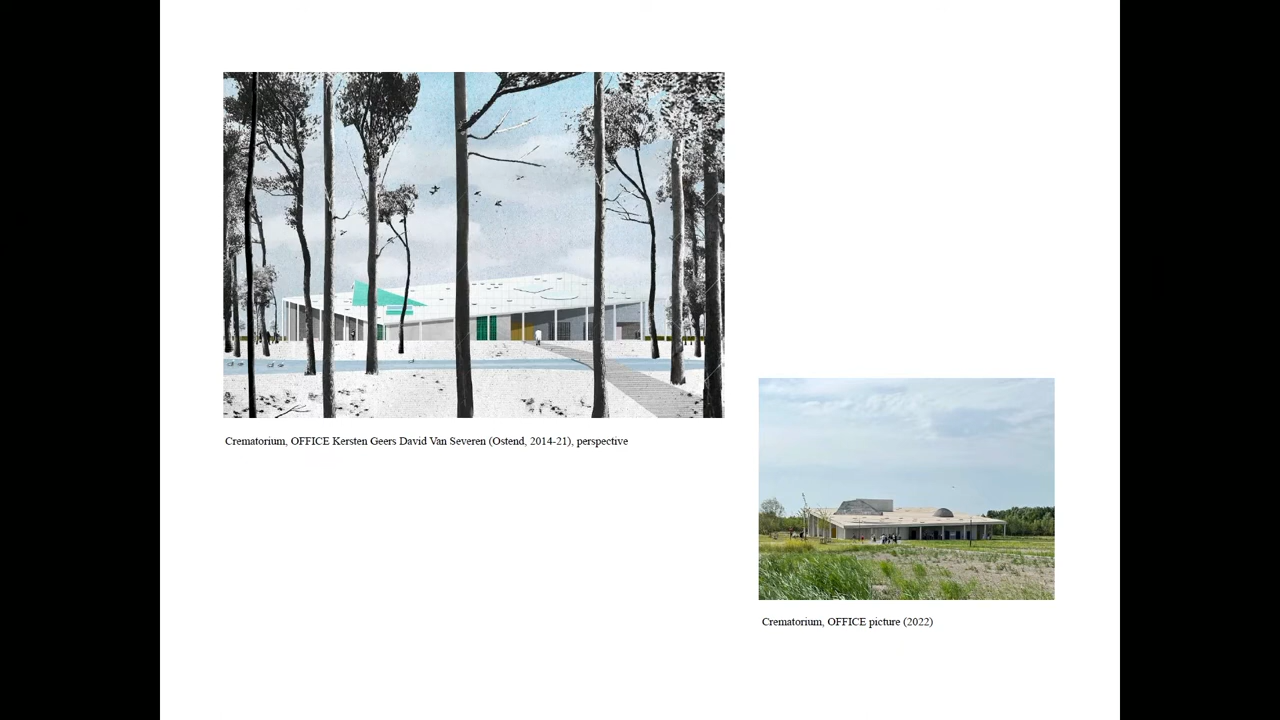 Crematorium, OFFICE Kersten Geers David Van Severen (Ostend, 2014-21), perspective
Crematorium, OFFICE picture (2022)